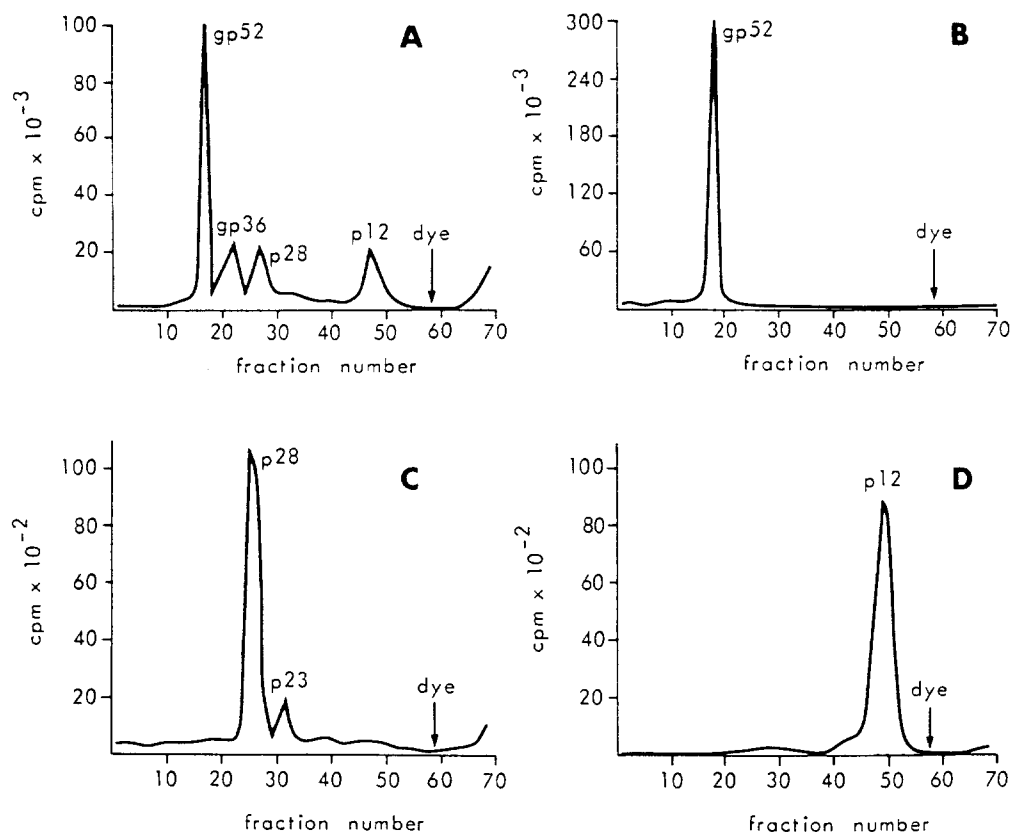 A
gp52
gp36
p28
p12
dye
100
80
60
40
20
cpm x 10-3
10 20 30 40 50 60 70
fraction number
B
gp52
dye
300
240
180
120
60
cpm x 10-3
10 20 30 40 50 60 70
fraction number
C
p28
p23
dye
100
80
60
40
20
cpm x 10-2
10 20 30 40 50 60 70
fraction number
D
p12
dye
100
80
60
40
20
cpm x 10-2
10 20 30 40 50 60 70
fraction number